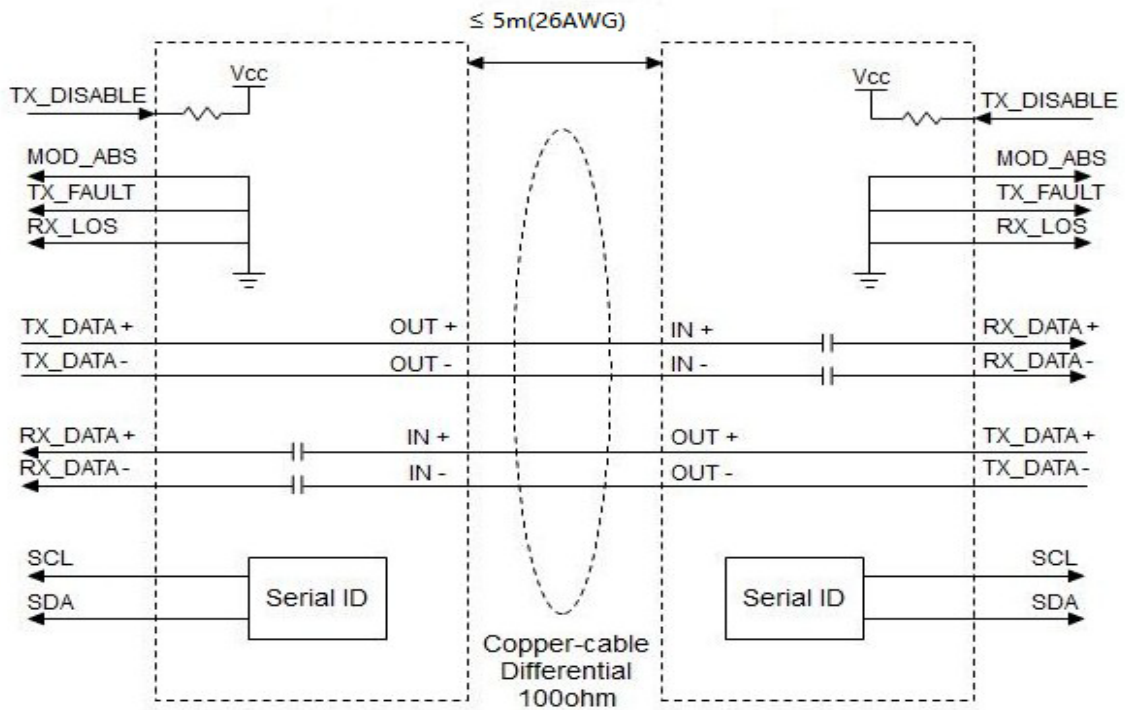 ≤ 5m(26AWG)
Vcc
Vcc
TX_DISABLE
TX_DISABLE
MOD_ABS
MOD_ABS
TX_FAULT
TX_FAULT
RX_LOS
RX_LOS
TX_DATA+ OUT + IN + RX_DATA+
TX_DATA- OUT - IN - RX_DATA-
RX_DATA+ IN + OUT + TX_DATA+
RX_DATA- IN - OUT - TX_DATA-
SCL
SCL
Serial ID
Serial ID
SDA
SDA
Copper-cable
Differential
100ohm